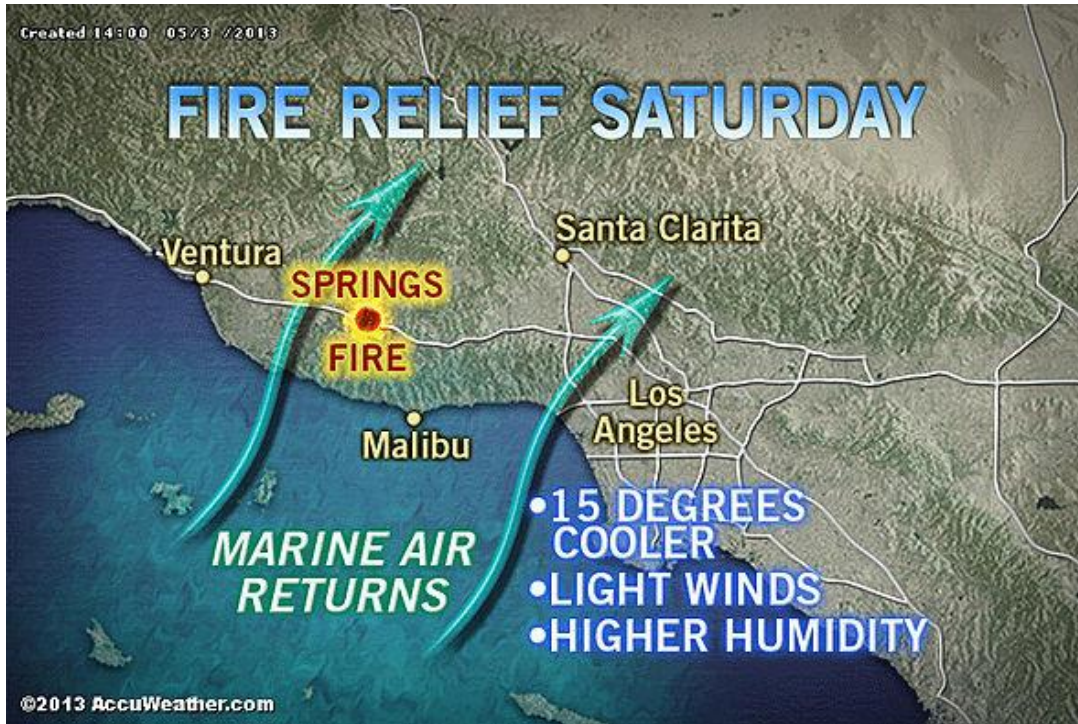 Created 14:00 05/3 /2013
FIRE RELIEF SATURDAY
Santa Clarita
Ventura
SPRINGS
FIRE
Los
Angeles
Malibu
MARINE AIR
RETURNS
•15 DEGREES
COOLER
•LIGHT WINDS
•HIGHER HUMIDITY
©2013 AccuWeather.com